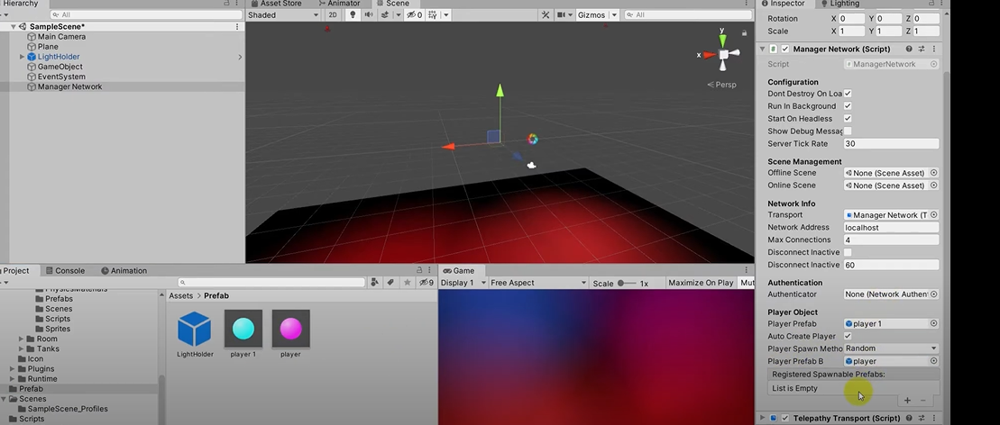 Hierarchy
All
SampleScene*
Main Camera
Plane
LightHolder
GameObject
EventSystem
Manager Network
Asset Store
Animator
Scene
Shaded
2D
0
Gizmos
All
y
x
Persp
Inspector
Lighting
Rotation X 0 Y 0 Z 0
Scale X 1 Y 1 Z 1
Manager Network (Script)
Script ManagerNetwork
Configuration
Dont Destroy On Loa
Run In Background
Start On Headless
Show Debug Messag
Server Tick Rate 30
Scene Management
Offline Scene None (Scene Asset)
Online Scene None (Scene Asset)
Network Info
Transport Manager Network (T
Network Address localhost
Max Connections 4
Disconnect Inactive
Disconnect Inactive 60
Authentication
Authenticator None (Network Authent
Player Object
Player Prefab player 1
Auto Create Player
Player Spawn Metho Random
Player Prefab B player
Registered Spawnable Prefabs:
List is Empty
Telepathy Transport (Script)
Project
Console
Animation
9
PhysicsMaterials
Prefabs
Scenes
Scripts
Sprites
Room
Tanks
Icon
Plugins
Runtime
Prefab
Scenes
SampleScene_Profiles
Scripts
Assets > Prefab
LightHolder
player 1
player
Game
Display 1
Free Aspect
Scale 1x
Maximize On Play
Mut